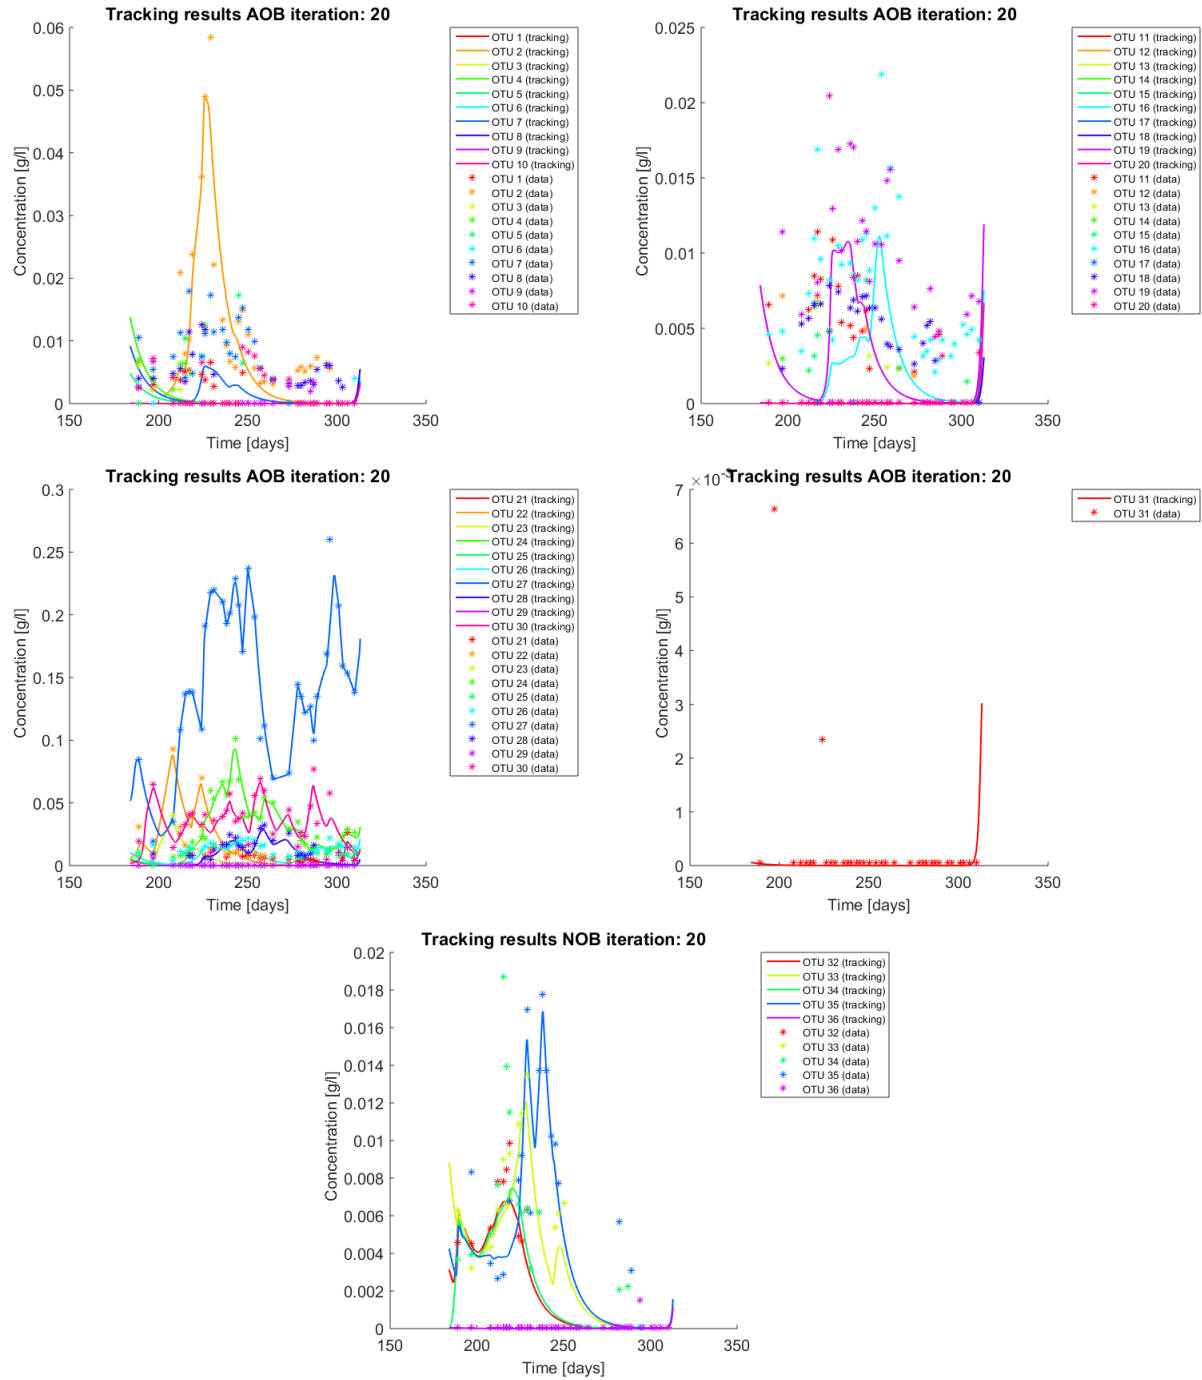 Tracking results AOB iteration: 20
Concentration [g/l]
0.06
0.05
0.04
0.03
0.02
0.01
0
150
200
250
300
350
Time [days]
OTU 1 (tracking)
OTU 2 (tracking)
OTU 3 (tracking)
OTU 4 (tracking)
OTU 5 (tracking)
OTU 6 (tracking)
OTU 7 (tracking)
OTU 8 (tracking)
OTU 9 (tracking)
OTU 10 (tracking)
OTU 1 (data)
OTU 2 (data)
OTU 3 (data)
OTU 4 (data)
OTU 5 (data)
OTU 6 (data)
OTU 7 (data)
OTU 8 (data)
OTU 9 (data)
OTU 10 (data)
Tracking results AOB iteration: 20
Concentration [g/l]
0.025
0.02
0.015
0.01
0.005
0
150
200
250
300
350
Time [days]
OTU 11 (tracking)
OTU 12 (tracking)
OTU 13 (tracking)
OTU 14 (tracking)
OTU 15 (tracking)
OTU 16 (tracking)
OTU 17 (tracking)
OTU 18 (tracking)
OTU 19 (tracking)
OTU 20 (tracking)
OTU 11 (data)
OTU 12 (data)
OTU 13 (data)
OTU 14 (data)
OTU 15 (data)
OTU 16 (data)
OTU 17 (data)
OTU 18 (data)
OTU 19 (data)
OTU 20 (data)
Tracking results AOB iteration: 20
Concentration [g/l]
0.3
0.25
0.2
0.15
0.1
0.05
0
150
200
250
300
350
Time [days]
OTU 21 (tracking)
OTU 22 (tracking)
OTU 23 (tracking)
OTU 24 (tracking)
OTU 25 (tracking)
OTU 26 (tracking)
OTU 27 (tracking)
OTU 28 (tracking)
OTU 29 (tracking)
OTU 30 (tracking)
OTU 21 (data)
OTU 22 (data)
OTU 23 (data)
OTU 24 (data)
OTU 25 (data)
OTU 26 (data)
OTU 27 (data)
OTU 28 (data)
OTU 29 (data)
OTU 30 (data)
Tracking results AOB iteration: 20
×10
Concentration [g/l]
7
6
5
4
3
2
1
0
150
200
250
300
350
Time [days]
OTU 31 (tracking)
OTU 31 (data)
Tracking results NOB iteration: 20
Concentration [g/l]
0.02
0.018
0.016
0.014
0.012
0.01
0.008
0.006
0.004
0.002
0
150
200
250
300
350
Time [days]
OTU 32 (tracking)
OTU 33 (tracking)
OTU 34 (tracking)
OTU 35 (tracking)
OTU 36 (tracking)
OTU 32 (data)
OTU 33 (data)
OTU 34 (data)
OTU 35 (data)
OTU 36 (data)